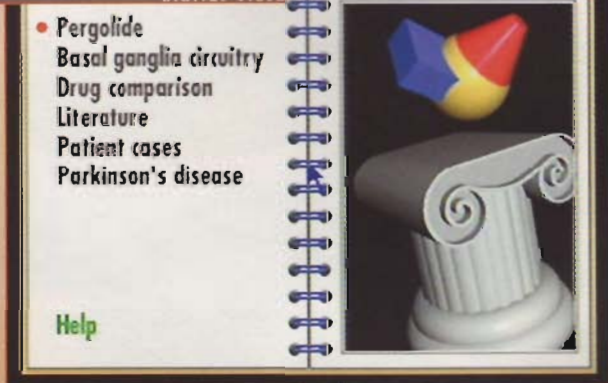 Pergolide
Basal ganglia circuitry
Drug comparison
Literature
Patient cases
Parkinson's disease
Help